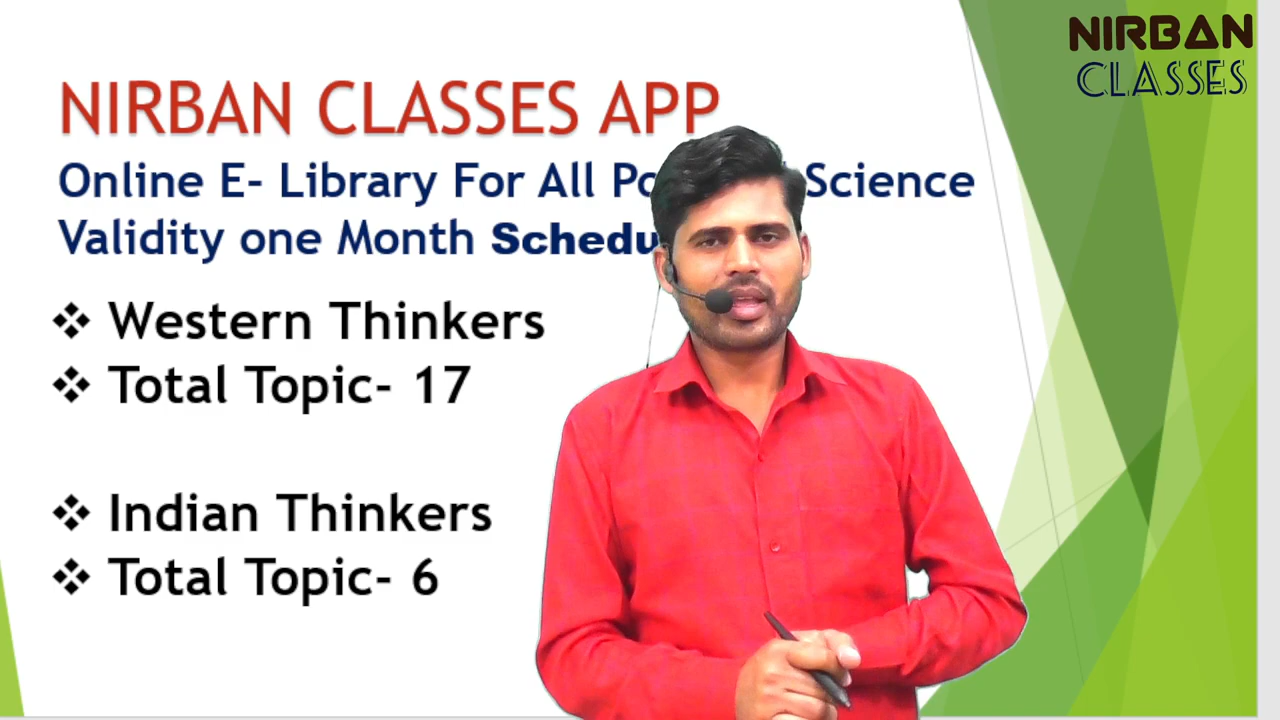 NIRBAN CLASSES
NIRBAN CLASSES APP
Online E- Library For All Science
Validity one Month
❖ Western Thinkers
❖ Total Topic- 17
❖ Indian Thinkers
❖ Total Topic- 6